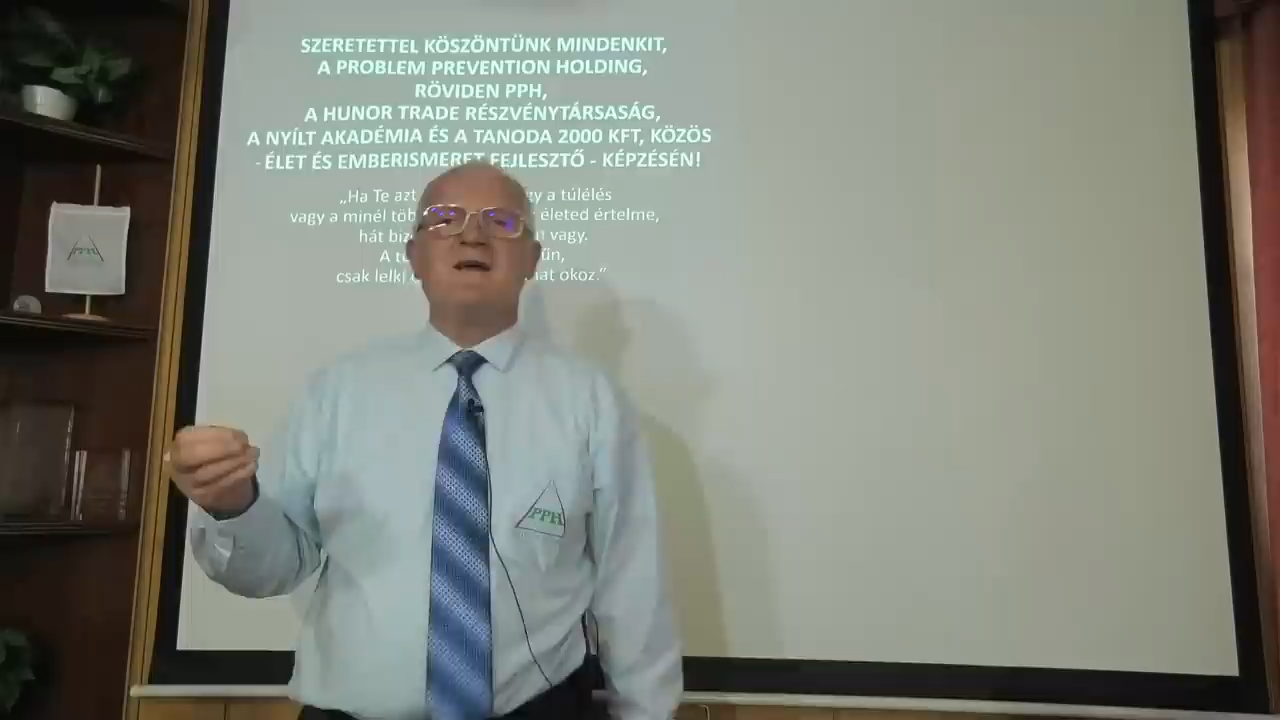 SZERETETTEL KÖSZÖNTÜNK MINDENKIT,
A PROBLEM PREVENTION HOLDING,
RÖVIDEN PPH,
A HUNOR TRADE RÉSZVÉNYTÁRSASÁG,
A NYÍLT AKADÉMIA ÉS A TANODA 2000 KFT, KÖZÖS
- ÉLET ÉS EMBERISMERET FEJLESZTŐ - KÉPZÉSÉN!
„Ha Te azt a túlélés
vagy a minél életed értelme,
hát vagy.
A
csak okoz.”
PPH
PPH